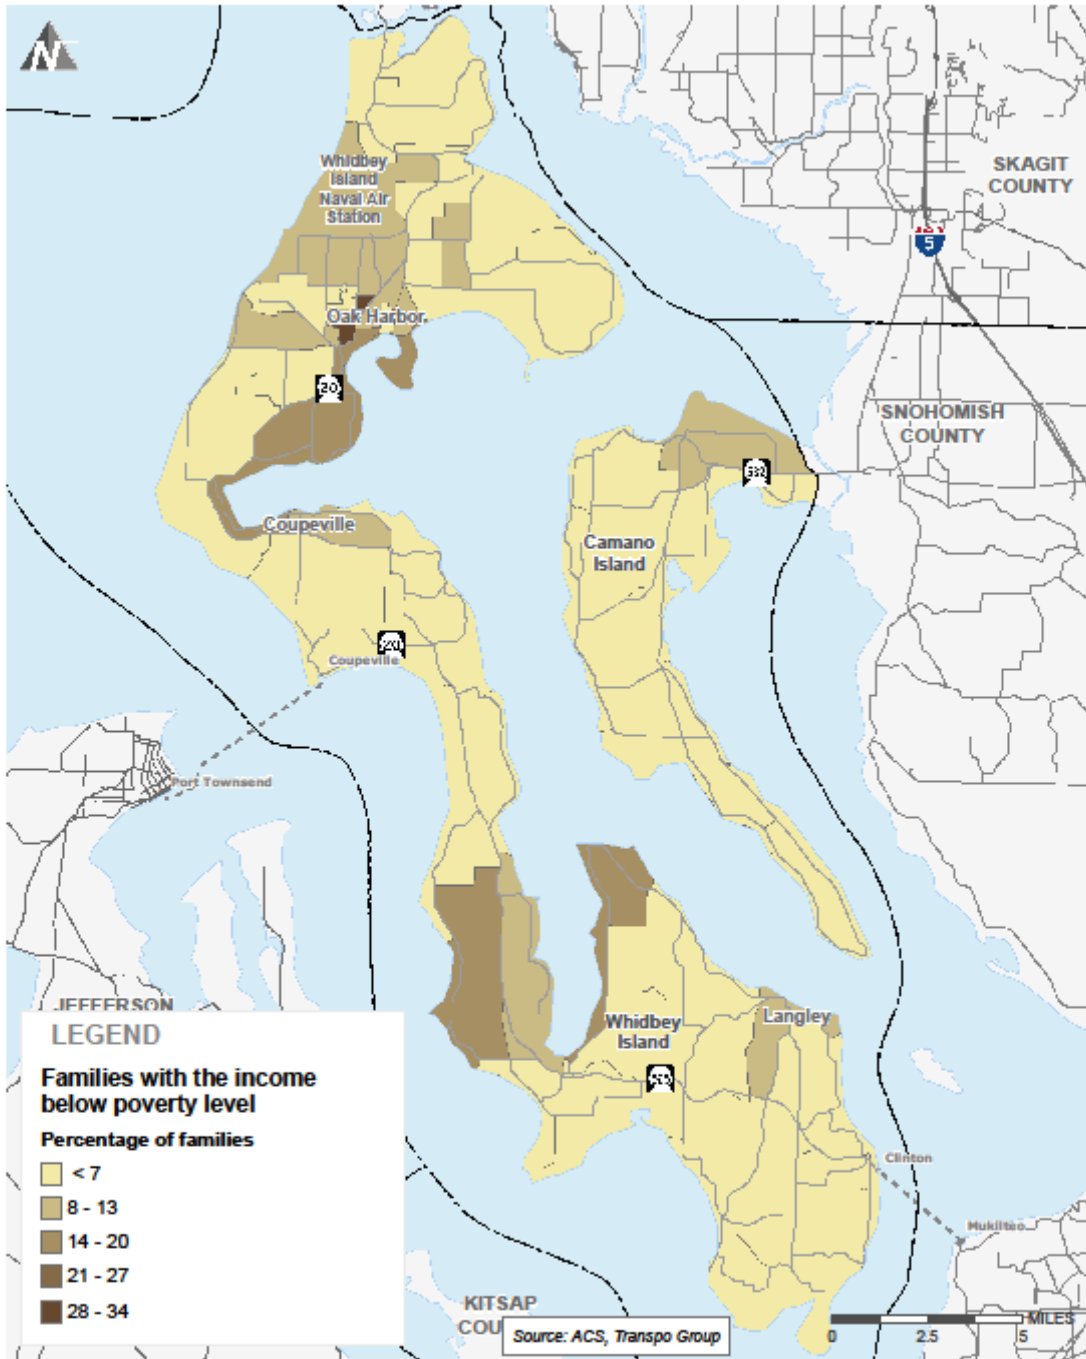 N
Whidbey
Island
Naval Air
Station
SKAGIT
COUNTY
5
Oak Harbor
20
SNOHOMISH
COUNTY
532
Coupeville
Camano
Island
Coupeville
Port Townsend
JEFFERSON
Whidbey
Island
Langley
Clinton
Mukilteo
LEGEND
Families with the income
below poverty level
Percentage of families
< 7
8 - 13
14 - 20
21 - 27
28 - 34
KITSAP
Source: ACS, Transpo Group
MILES
0 2.5 5